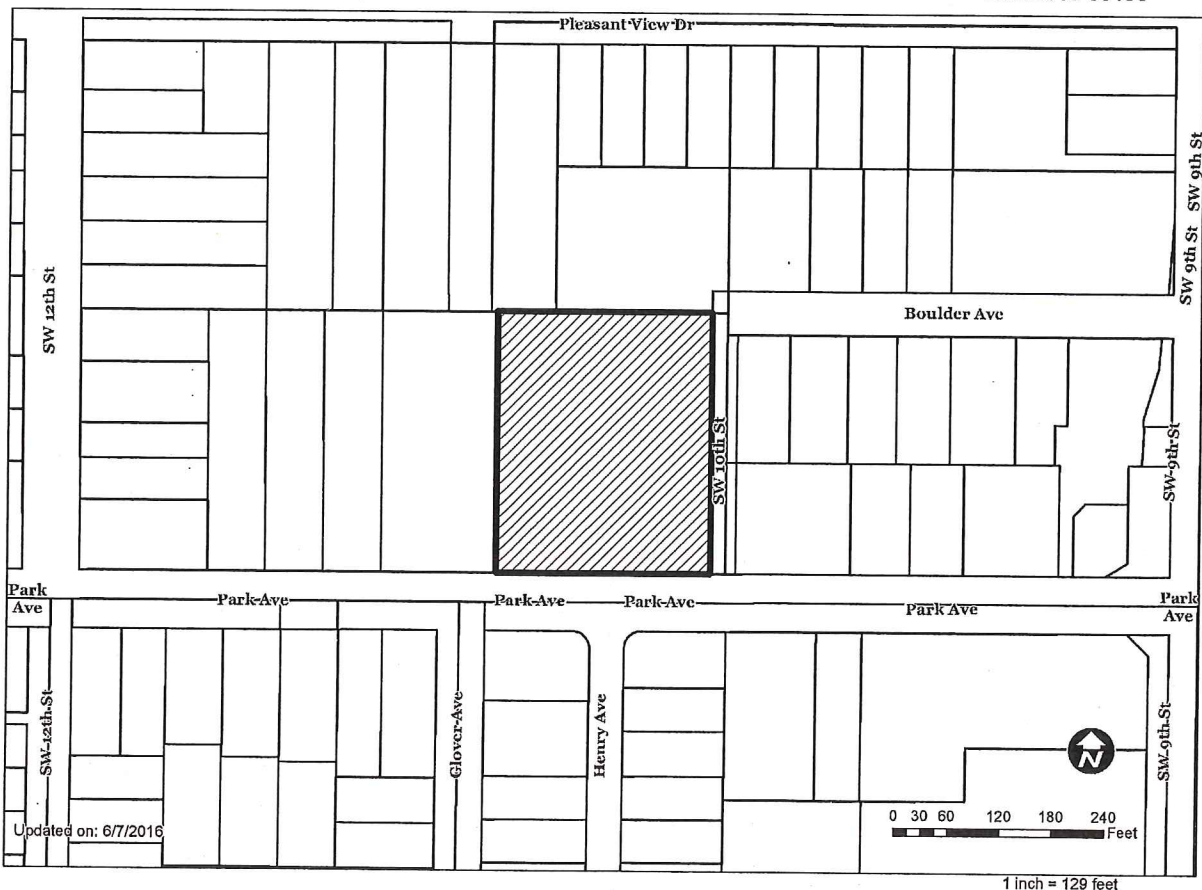 Pleasant View Dr
SW 9th St
SW 9th St
SW 9th St
SW 12th St
Boulder Ave
SW 10th St
SW 9th St
Park
Ave
Park Ave
Park Ave
Park Ave
Park Ave
Park
Ave
SW 12th St
Glover Ave
Henry Ave
N
SW 9th St
Updated on: 6/7/2016
0 30 60 120 180 240
Feet
1 inch = 129 feet